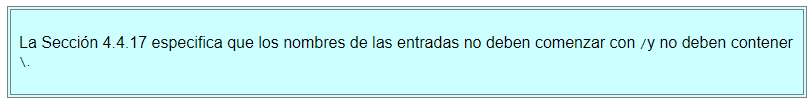 La Sección 4.4.17 especifica que los nombres de las entradas no deben comenzar con /y no deben contener
\.